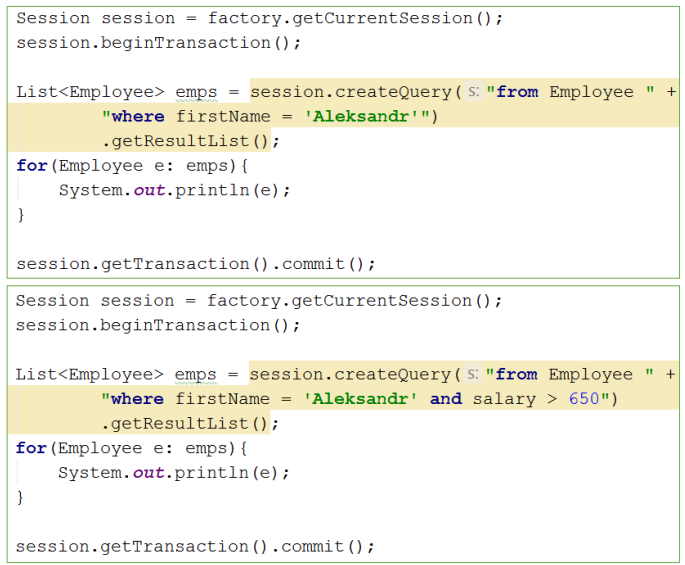 Session session = factory.getCurrentSession();
session.beginTransaction();
List<Employee> emps = session.createQuery( s: "from Employee " +
"where firstName = 'Aleksandr'")
.getResultList();
for(Employee e: emps){
System.out.println(e);
}
session.getTransaction().commit();
Session session = factory.getCurrentSession();
session.beginTransaction();
List<Employee> emps = session.createQuery( s: "from Employee " +
"where firstName = 'Aleksandr' and salary > 650")
.getResultList();
for(Employee e: emps){
System.out.println(e);
}
session.getTransaction().commit();